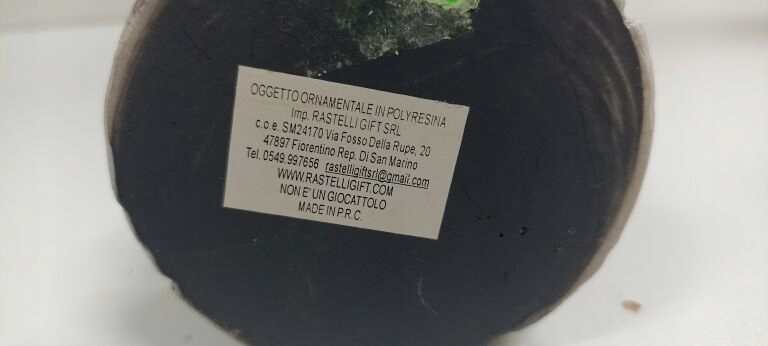 OGGETTO ORNAMENTALE IN POLYRESINA
Imp. RASTELLI GIFT SRL
c.o.e. SM24170 Via Fosso Della Rupe, 20
47897 Fiorentino Rep. Di San Marino
Tel. 0549.997656 rastelligiftsrl@gmail.com
WWW.RASTELLIGIFT.COM
NON E' UN GIOCATTOLO
MADE IN P.R.C.